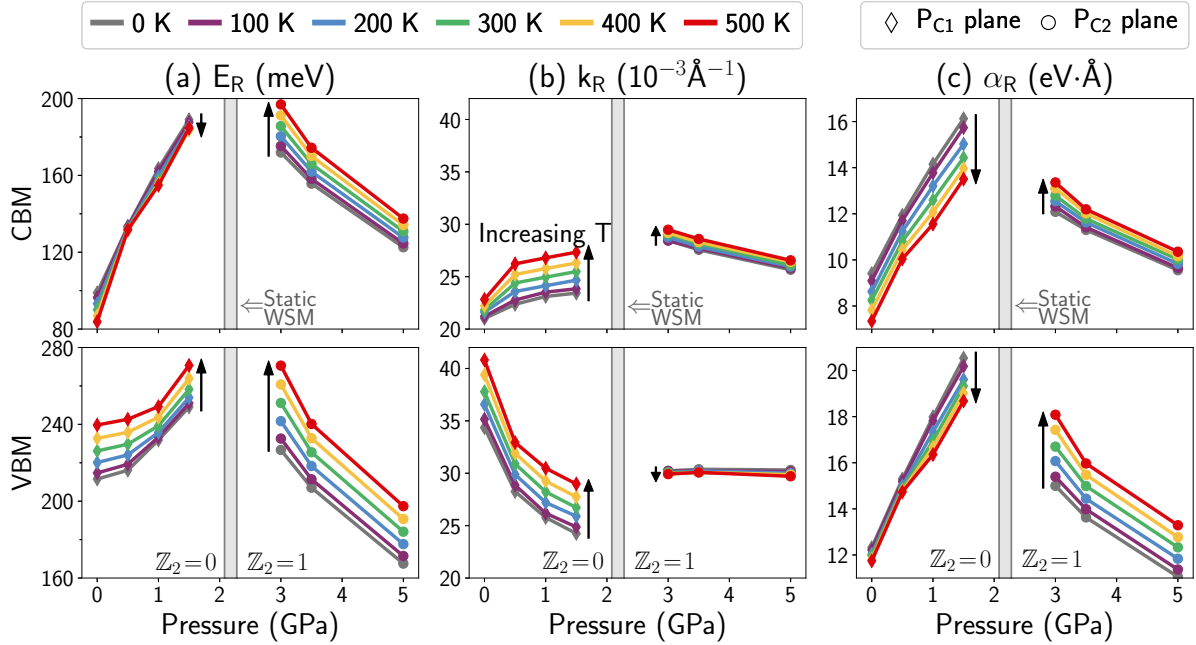 0 K 100 K 200 K 300 K 400 K 500 K P_C1 plane P_C2 plane
(a) E_R (meV) (b) k_R (10⁻³Å⁻¹) (c) α_R (eV·Å)
CBM
200
160
120
80
⇐Static
WSM
40
35
30
25
20
Increasing T
16
14
12
10
8
⇐Static
WSM
VBM
280
240
200
160
ℤ₂=0 ℤ₂=1
40
35
30
25
20
ℤ₂=0 ℤ₂=1
20
18
16
14
12
ℤ₂=0 ℤ₂=1
0 1 2 3 4 5 0 1 2 3 4 5 0 1 2 3 4 5
Pressure (GPa) Pressure (GPa) Pressure (GPa)